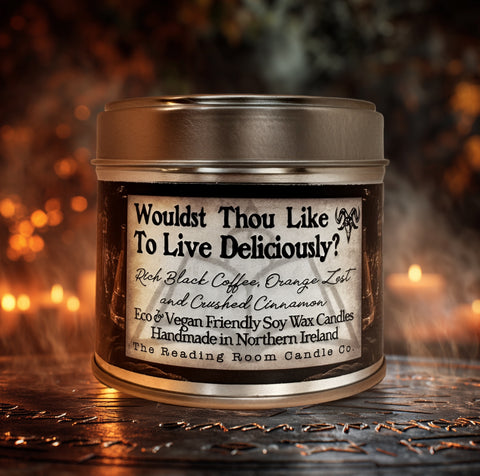 Wouldst Thou Like
To Live Deliciously?
Rich Black Coffee, Orange Zest
and Crushed Cinnamon
Eco & Vegan Friendly Soy Wax Candles
Handmade in Northern Ireland
The Reading Room Candle Co.